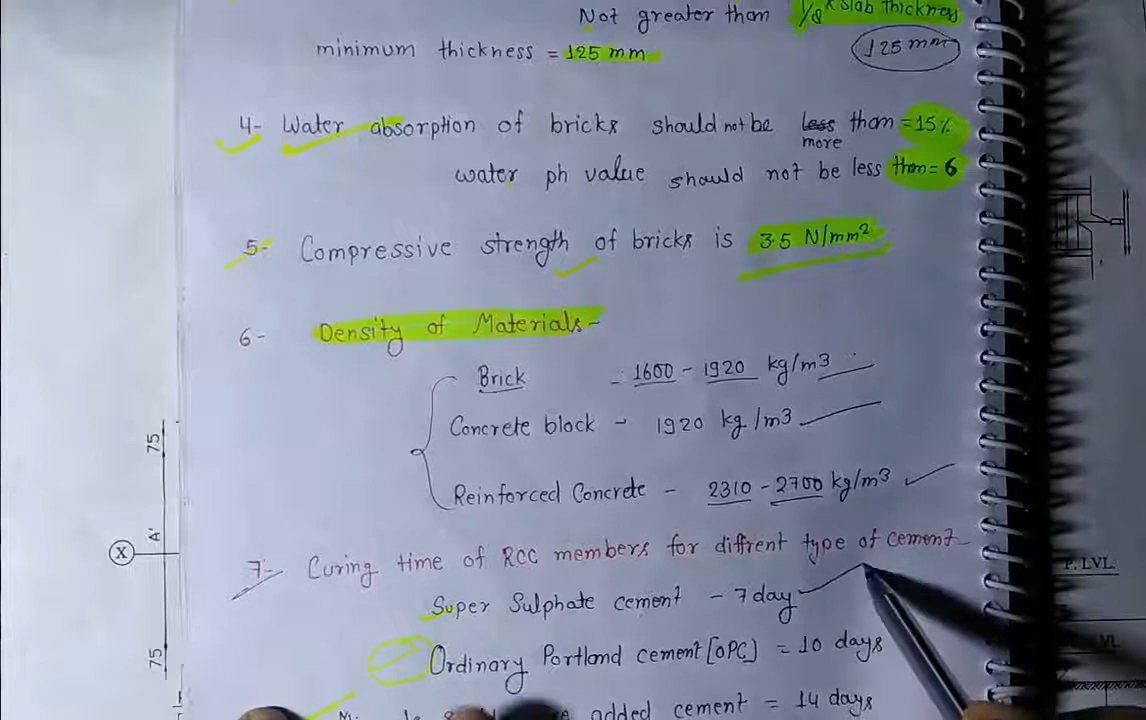 Not greater than 1/8 x slab thickness
minimum thickness = 125 mm
125 mm
4- Water absorption of bricks should not be less more than = 15%
water ph value should not be less than = 6
5- Compressive strength of bricks is 3.5 N/mm²
6- Density of Materials-
Brick - 1600 - 1920 kg/m3
Concrete block - 1920 kg/m3
Reinforced Concrete - 2310 - 2700 kg/m3
7- Curing time of RCC members for diffrent type of cement-
Super Sulphate cement - 7 day
Ordinary Portland cement [OPC] = 10 days
added cement = 14 days
75
A'
X
75
P. LVL